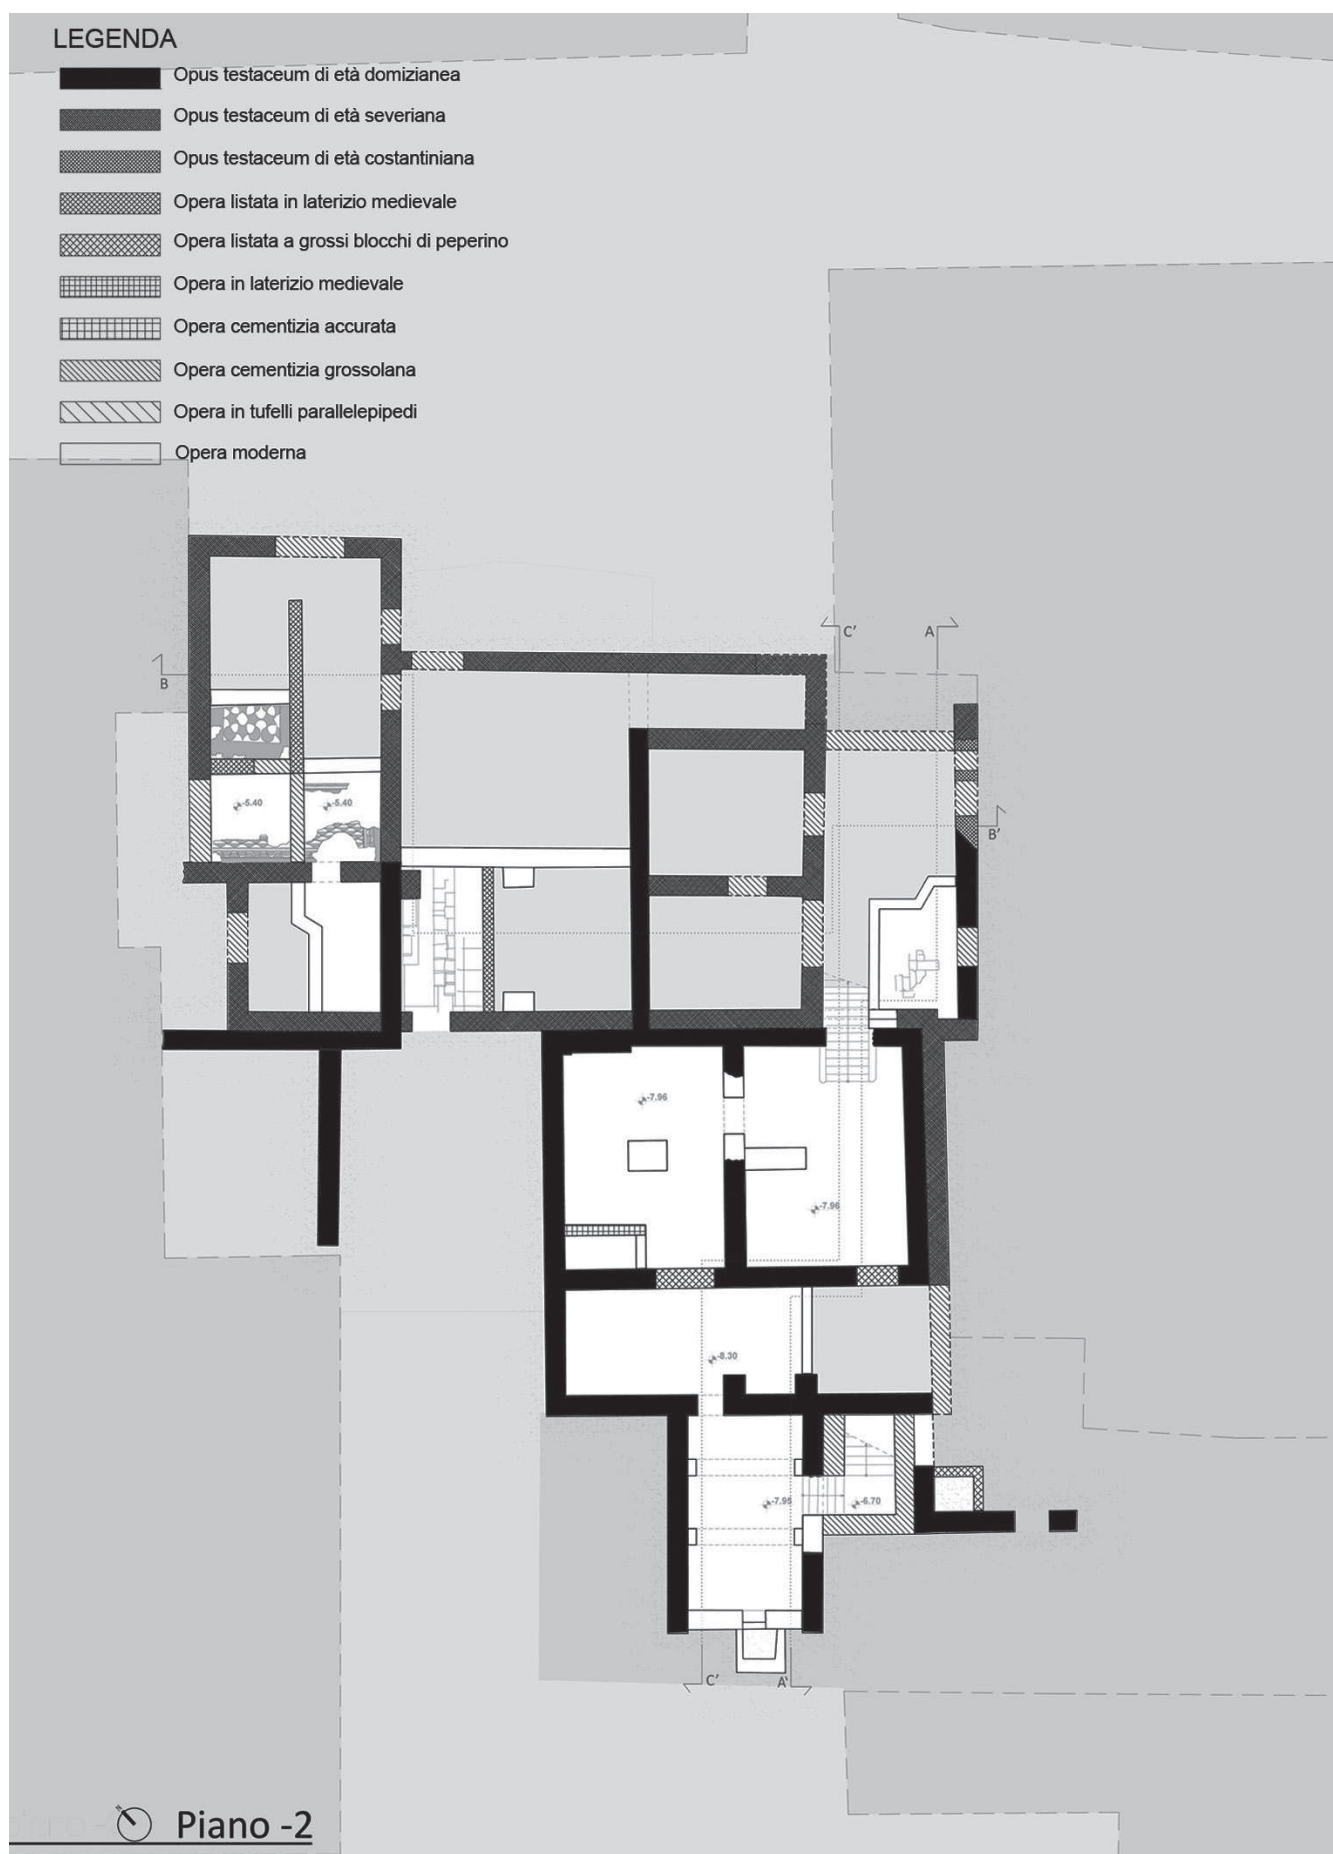 LEGENDA
Opus testaceum di età domizianea
Opus testaceum di età severiana
Opus testaceum di età costantiniana
Opera listata in laterizio medievale
Opera listata a grossi blocchi di peperino
Opera in laterizio medievale
Opera cementizia accurata
Opera cementizia grossolana
Opera in tufelli parallelepipedi
Opera moderna
C' A
B
-5.40 -5.40
B'
-7.96
-7.96
-8.30
-7.95 -6.70
C' A'
N
Piano -2